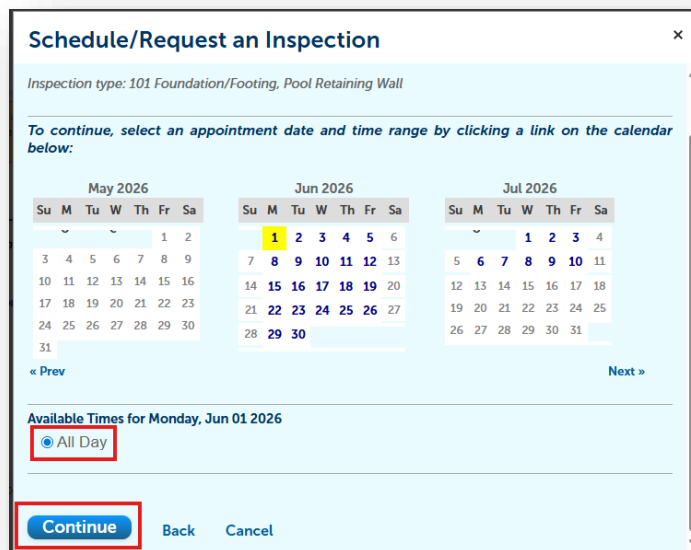 Schedule/Request an Inspection ×
Inspection type: 101 Foundation/Footing, Pool Retaining Wall
To continue, select an appointment date and time range by clicking a link on the calendar
below:
May 2026 Jun 2026 Jul 2026
Su M Tu W Th Fr Sa Su M Tu W Th Fr Sa Su M Tu W Th Fr Sa
1 2 1 2 3 4 5 6 1 2 3 4
3 4 5 6 7 8 9 7 8 9 10 11 12 13 5 6 7 8 9 10 11
10 11 12 13 14 15 16 14 15 16 17 18 19 20 12 13 14 15 16 17 18
17 18 19 20 21 22 23 21 22 23 24 25 26 27 19 20 21 22 23 24 25
24 25 26 27 28 29 30 28 29 30 26 27 28 29 30 31
31
« Prev Next »
Available Times for Monday, Jun 01 2026
All Day
Continue Back Cancel